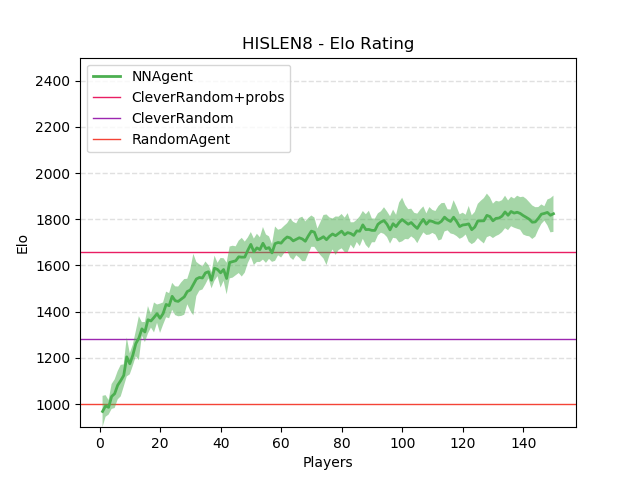 HISLEN8 - Elo Rating
NNAgent
CleverRandom+probs
CleverRandom
RandomAgent
2400
2200
2000
1800
1600
1400
1200
1000
Elo
0 20 40 60 80 100 120 140
Players